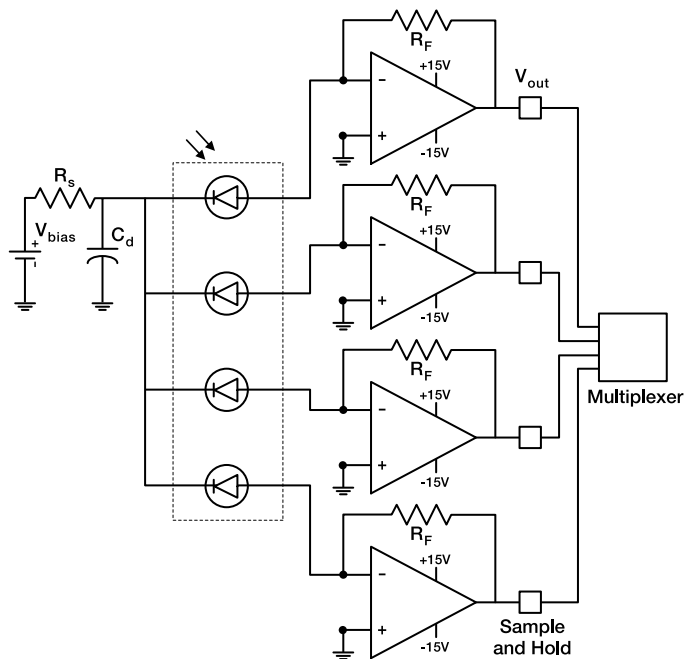 R_F
+15V
−
+
-15V
V_out
R_s
V_bias
+
-
C_d
R_F
+15V
−
+
-15V
R_F
+15V
−
+
-15V
Multiplexer
R_F
+15V
−
+
-15V
Sample
and Hold